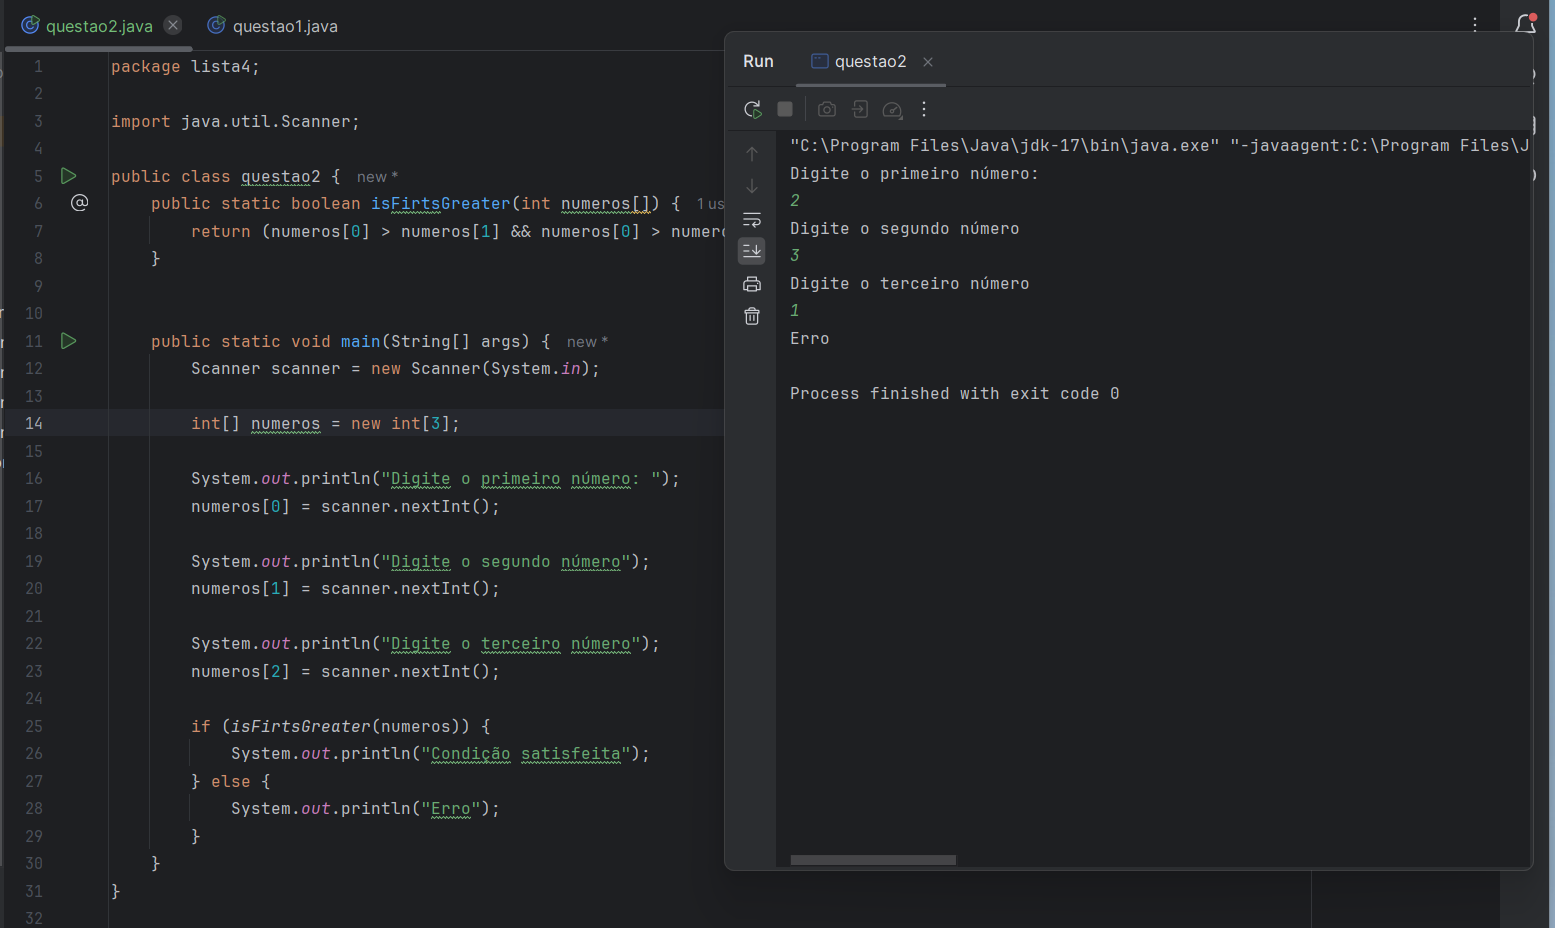 questao2.java
questao1.java
1 package lista4;
2
3 import java.util.Scanner;
4
5 public class questao2 { new *
6 @ public static boolean isFirtsGreater(int numeros[]) { 1 us
7 return (numeros[0] > numeros[1] && numeros[0] > numero
8 }
9
10
11 public static void main(String[] args) { new *
12 Scanner scanner = new Scanner(System.in);
13
14 int[] numeros = new int[3];
15
16 System.out.println("Digite o primeiro número: ");
17 numeros[0] = scanner.nextInt();
18
19 System.out.println("Digite o segundo número");
20 numeros[1] = scanner.nextInt();
21
22 System.out.println("Digite o terceiro número");
23 numeros[2] = scanner.nextInt();
24
25 if (isFirtsGreater(numeros)) {
26 System.out.println("Condição satisfeita");
27 } else {
28 System.out.println("Erro");
29 }
30 }
31 }
32
Run questao2
"C:\Program Files\Java\jdk-17\bin\java.exe" "-javaagent:C:\Program Files\J
Digite o primeiro número:
2
Digite o segundo número
3
Digite o terceiro número
1
Erro
Process finished with exit code 0